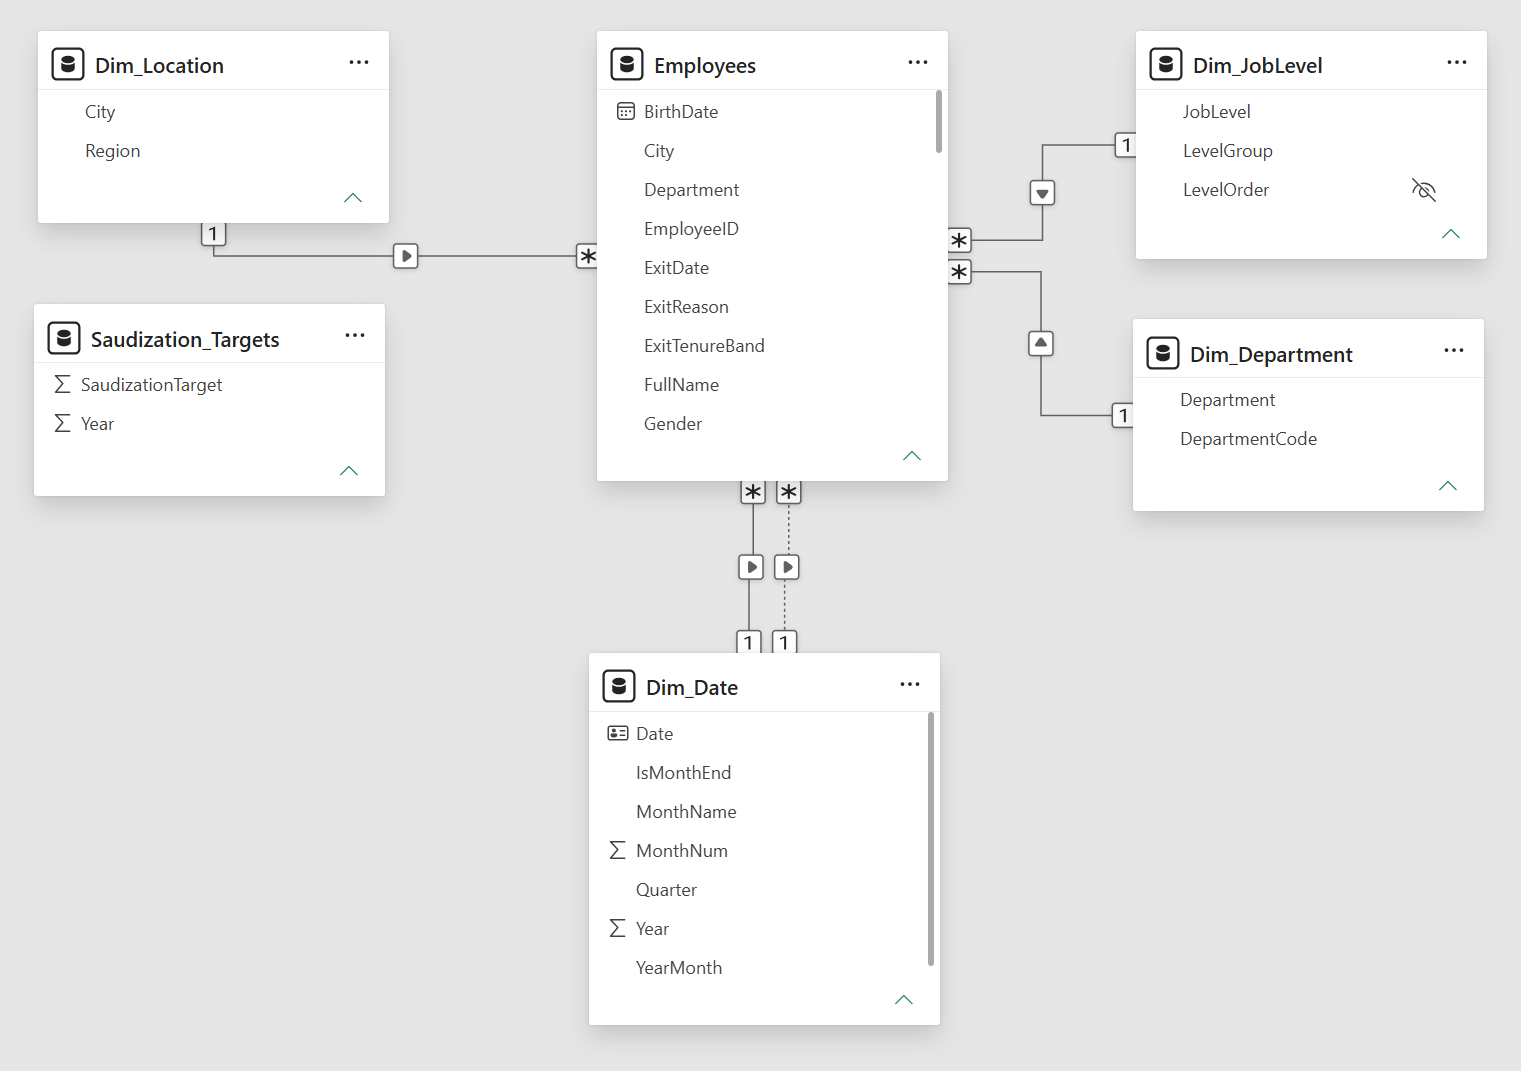 Dim_Location
City
Region
1
*
Saudization_Targets
SaudizationTarget
Year
Employees
BirthDate
City
Department
EmployeeID
ExitDate
ExitReason
ExitTenureBand
FullName
Gender
*
*
1
Dim_JobLevel
JobLevel
LevelGroup
LevelOrder
1
Dim_Department
Department
DepartmentCode
*
*
1
1
Dim_Date
Date
IsMonthEnd
MonthName
MonthNum
Quarter
Year
YearMonth